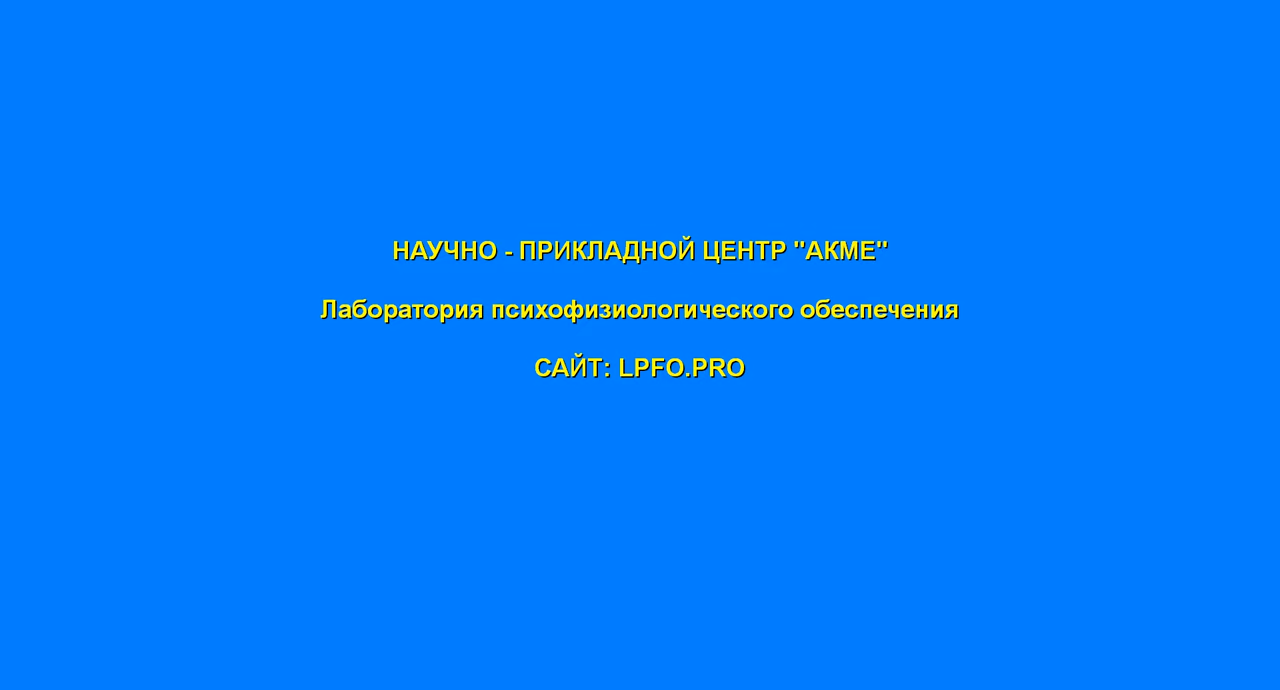 НАУЧНО - ПРИКЛАДНОЙ ЦЕНТР "АКМЕ"
Лаборатория психофизиологического обеспечения
САЙТ: LPFO.PRO